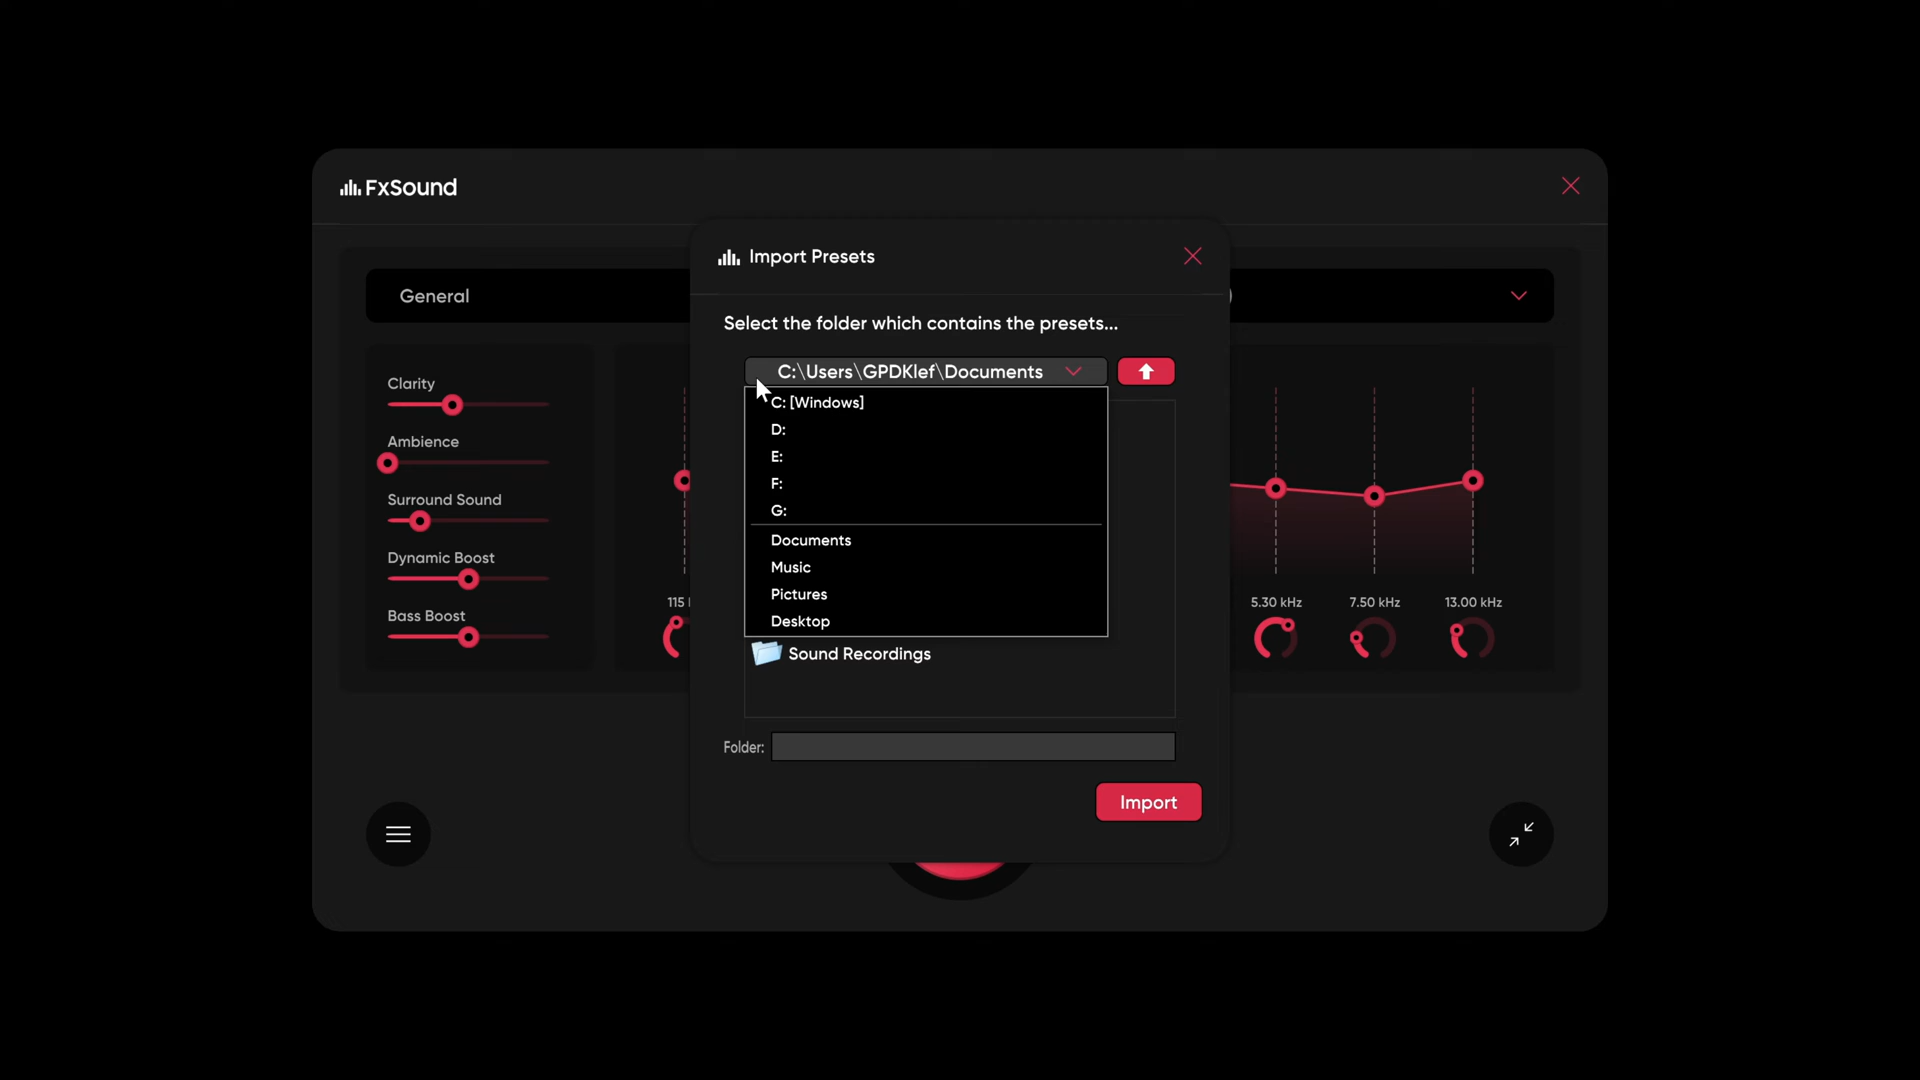 FxSound
Import Presets
General
Select the folder which contains the presets...
C:\Users\GPDKlef\Documents
C: [Windows]
D:
E:
F:
G:
Documents
Music
Pictures
Desktop
Sound Recordings
Folder:
Import
Clarity
Ambience
Surround Sound
Dynamic Boost
Bass Boost
115
5.30 kHz
7.50 kHz
13.00 kHz